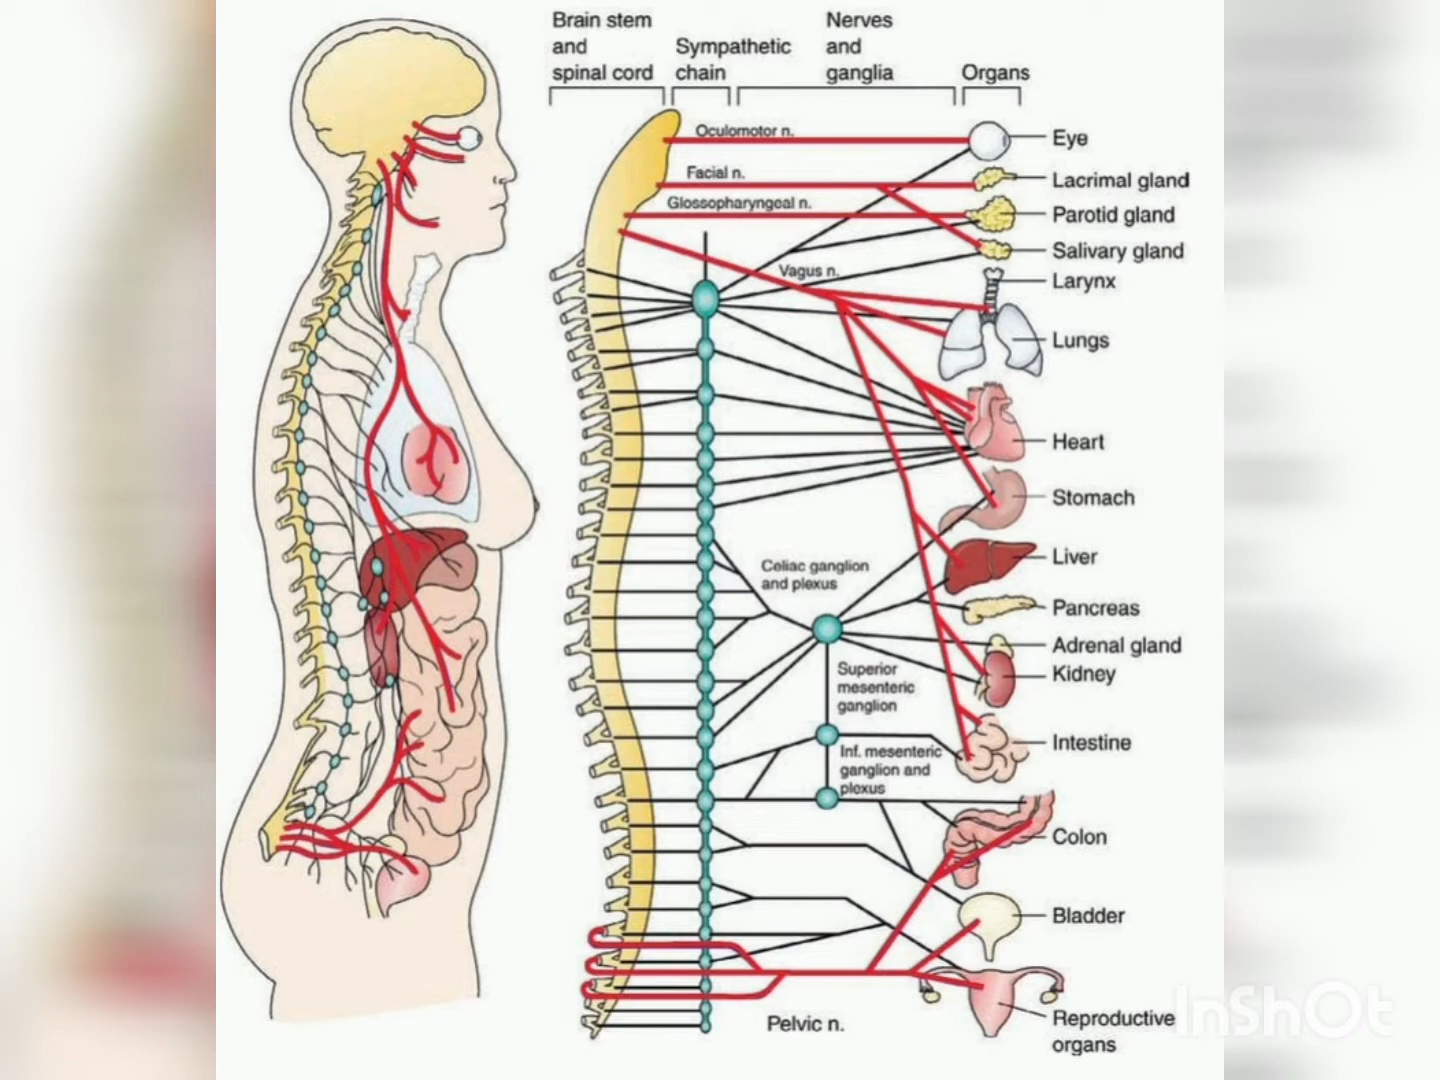 Brain stem
and
spinal cord
Sympathetic
chain
Nerves
and
ganglia
Organs
Oculomotor n.
Facial n.
Glossopharyngeal n.
Vagus n.
Celiac ganglion
and plexus
Superior
mesenteric
ganglion
Inf. mesenteric
ganglion and
plexus
Pelvic n.
Eye
Lacrimal gland
Parotid gland
Salivary gland
Larynx
Lungs
Heart
Stomach
Liver
Pancreas
Adrenal gland
Kidney
Intestine
Colon
Bladder
Reproductive
organs
InShOt